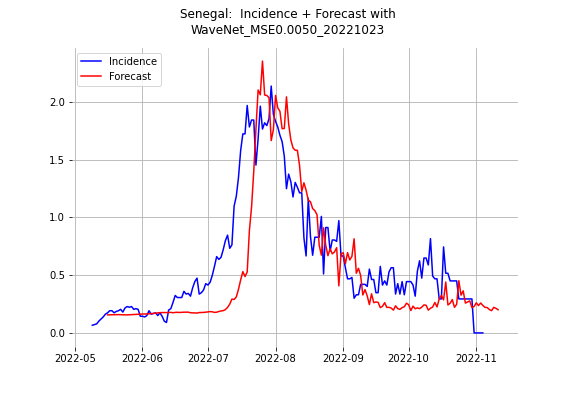 Senegal:  Incidence + Forecast with
WaveNet_MSE0.0050_20221023
Incidence
Forecast
2.0
1.5
1.0
0.5
0.0
2022-05 2022-06 2022-07 2022-08 2022-09 2022-10 2022-11